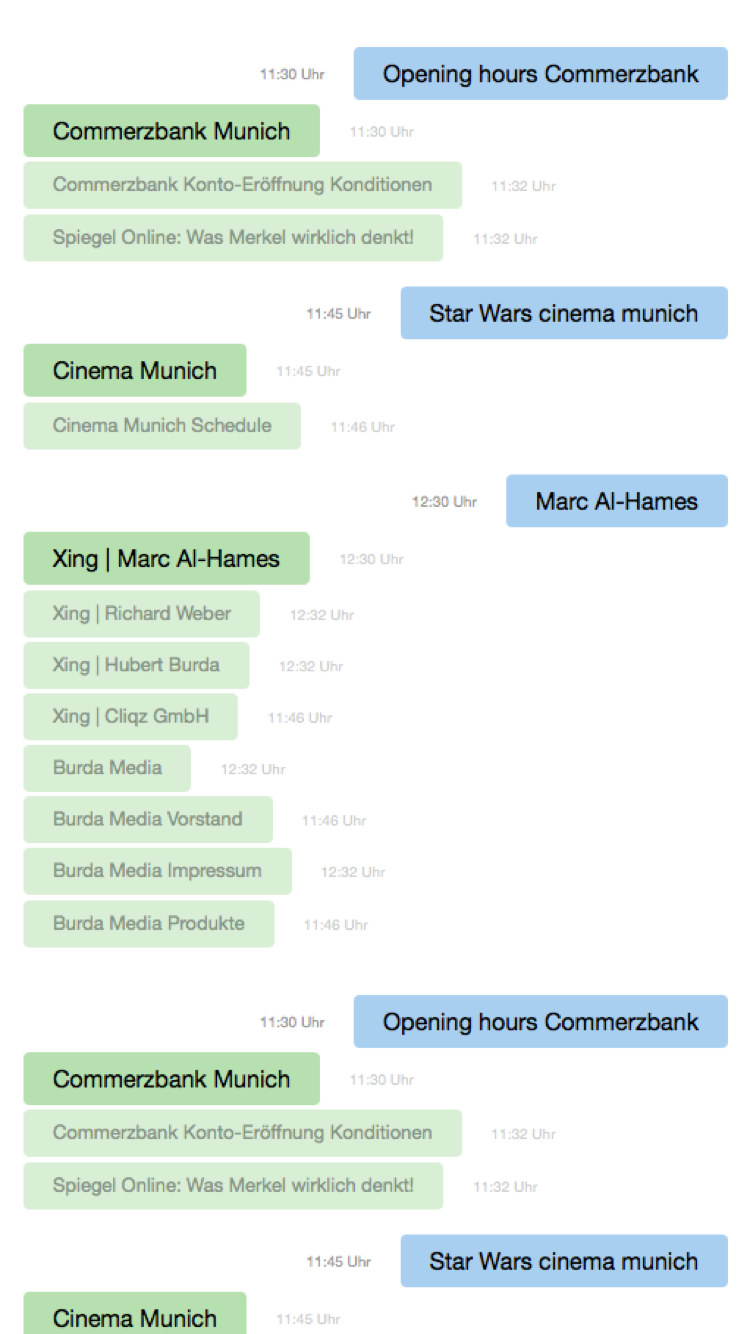 11:30 Uhr Opening hours Commerzbank
Commerzbank Munich 11:30 Uhr
Commerzbank Konto-Eröffnung Konditionen 11:32 Uhr
Spiegel Online: Was Merkel wirklich denkt! 11:32 Uhr
11:45 Uhr Star Wars cinema munich
Cinema Munich 11:45 Uhr
Cinema Munich Schedule 11:46 Uhr
12:30 Uhr Marc Al-Hames
Xing | Marc Al-Hames 12:30 Uhr
Xing | Richard Weber 12:32 Uhr
Xing | Hubert Burda 12:32 Uhr
Xing | Cliqz GmbH 11:46 Uhr
Burda Media 12:32 Uhr
Burda Media Vorstand 11:46 Uhr
Burda Media Impressum 12:32 Uhr
Burda Media Produkte 11:46 Uhr
11:30 Uhr Opening hours Commerzbank
Commerzbank Munich 11:30 Uhr
Commerzbank Konto-Eröffnung Konditionen 11:32 Uhr
Spiegel Online: Was Merkel wirklich denkt! 11:32 Uhr
11:45 Uhr Star Wars cinema munich
Cinema Munich 11:45 Uhr